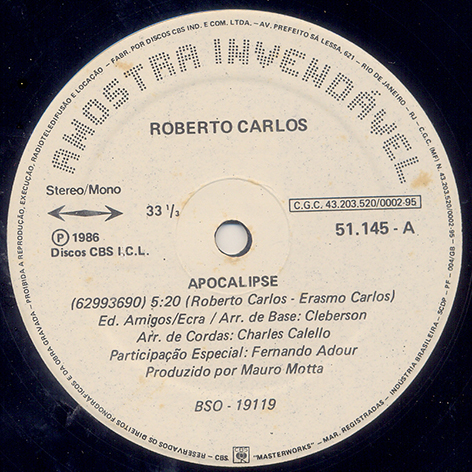 AMOSTRA INVENDÁVEL
FABR. POR DISCOS CBS IND. E COM. LTDA. - AV. PREFEITO SÁ LESSA, 621 - RIO DE JANEIRO - RJ - C.G.C. (MF) N. 43.203.520/0002-95 - SCDP - PF - 004/GB - INDÚSTRIA BRASILEIRA - MAR. REGISTRADAS - "MASTERWORKS"
CBS
CBS. - RESERVADOS OS DIREITOS FONOGRÁFICOS E DA OBRA GRAVADA - PROIBIDA A REPRODUÇÃO, EXECUÇÃO, RADIOTELEDIFUSÃO E LOCAÇÃO -
ROBERTO CARLOS
Stereo/Mono
33 1/3
C.G.C. 43.203,520/0002-95
51.145 - A
P 1986
Discos CBS I.C.L.
APOCALIPSE
(62993690) 5:20 (Roberto Carlos - Erasmo Carlos)
Ed. Amigos/Ecra / Arr. de Base: Cleberson
Arr. de Cordas: Charles Calello
Participação Especial: Fernando Adour
Produzido por Mauro Motta
BSO - 19119